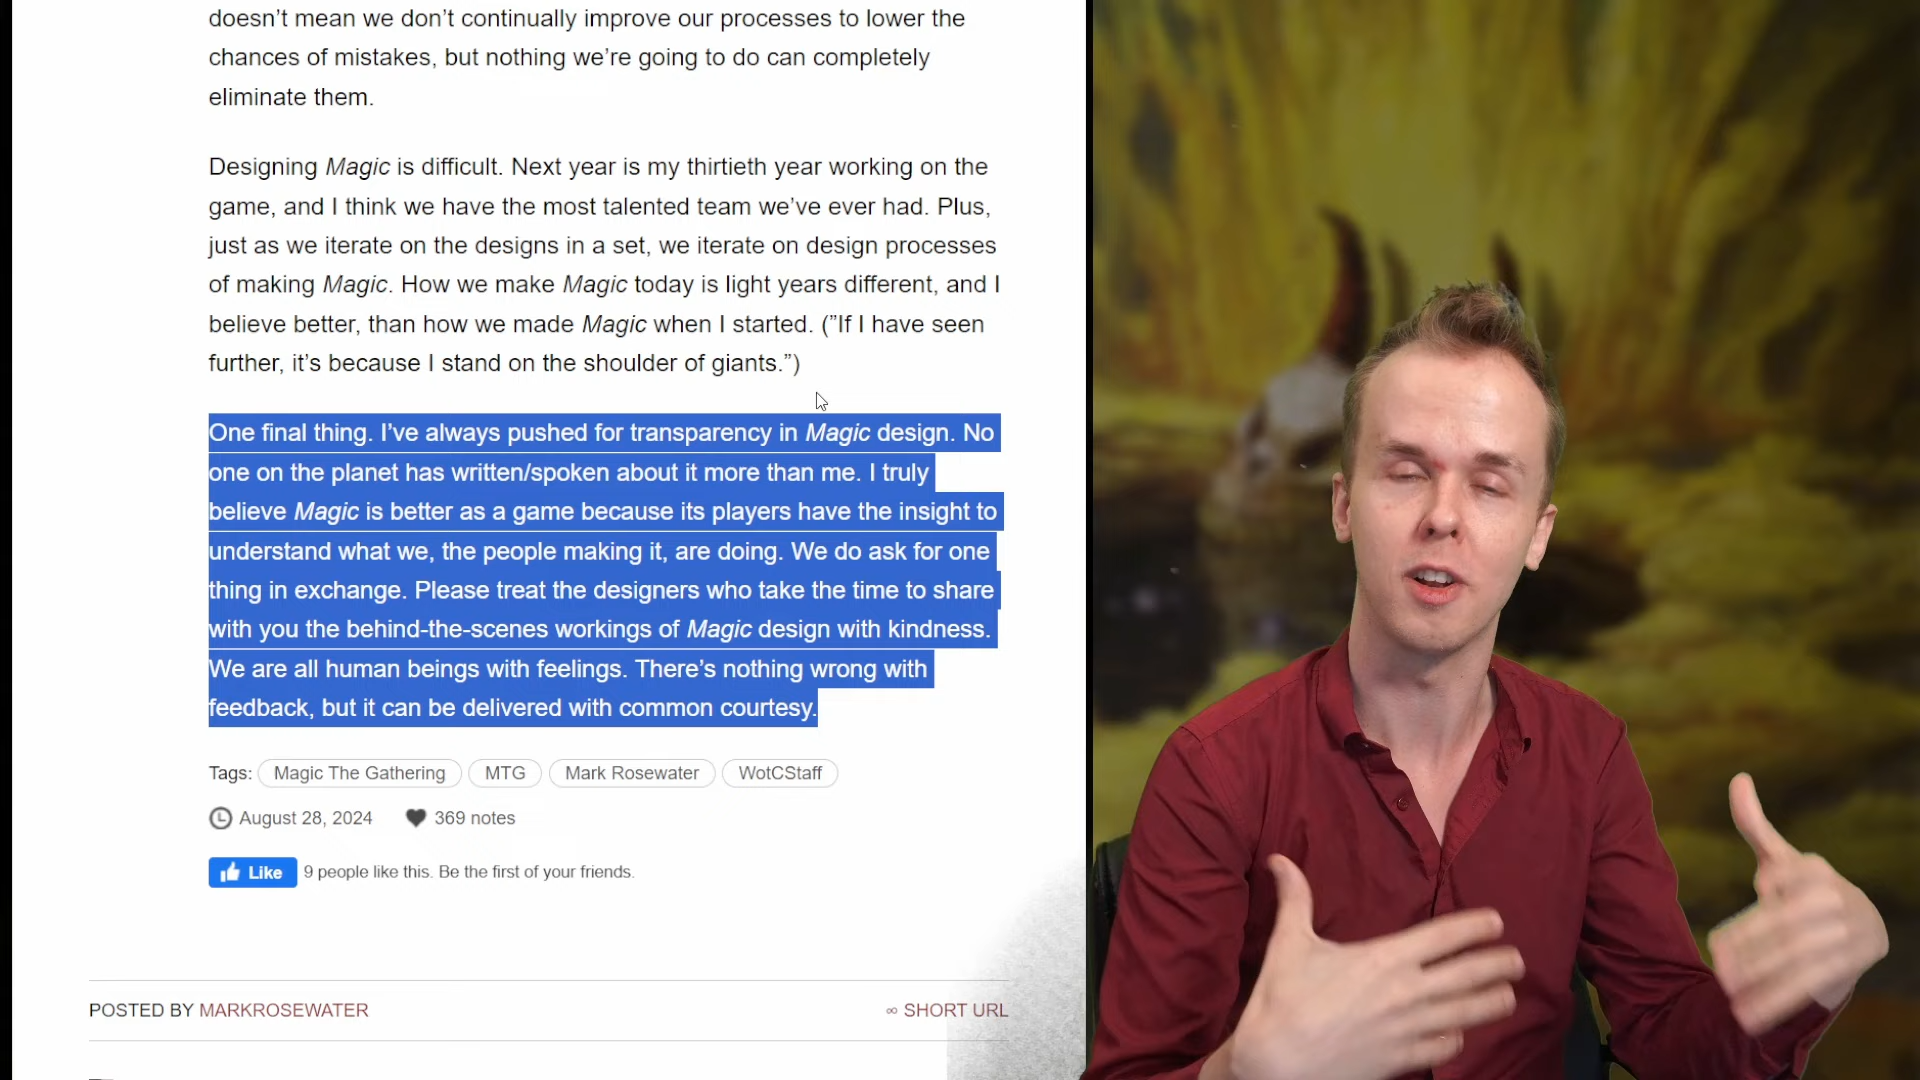 doesn’t mean we don’t continually improve our processes to lower the
chances of mistakes, but nothing we’re going to do can completely
eliminate them.
Designing Magic is difficult. Next year is my thirtieth year working on the
game, and I think we have the most talented team we’ve ever had. Plus,
just as we iterate on the designs in a set, we iterate on design processes
of making Magic. How we make Magic today is light years different, and I
believe better, than how we made Magic when I started. (”If I have seen
further, it’s because I stand on the shoulder of giants.”)
One final thing. I’ve always pushed for transparency in Magic design. No
one on the planet has written/spoken about it more than me. I truly
believe Magic is better as a game because its players have the insight to
understand what we, the people making it, are doing. We do ask for one
thing in exchange. Please treat the designers who take the time to share
with you the behind-the-scenes workings of Magic design with kindness.
We are all human beings with feelings. There’s nothing wrong with
feedback, but it can be delivered with common courtesy.
Tags: Magic The Gathering MTG Mark Rosewater WotCStaff
August 28, 2024 369 notes
Like 9 people like this. Be the first of your friends.
POSTED BY MARKROSEWATER ∞ SHORT URL